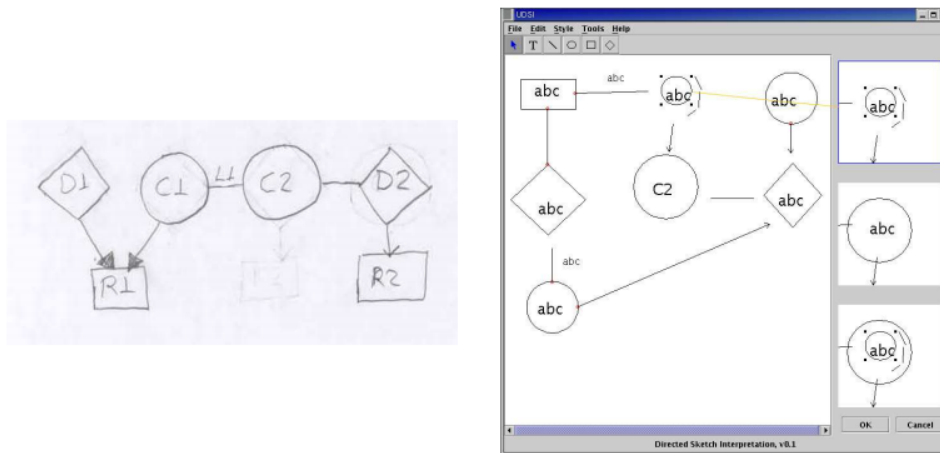 D1
C1
L1
C2
D2
R1
R2
UDSI
File Edit Style Tools Help
T
abc
abc
abc
abc
abc
C2
abc
abc
abc
abc
abc
abc
abc
OK Cancel
Directed Sketch Interpretation, v0.1